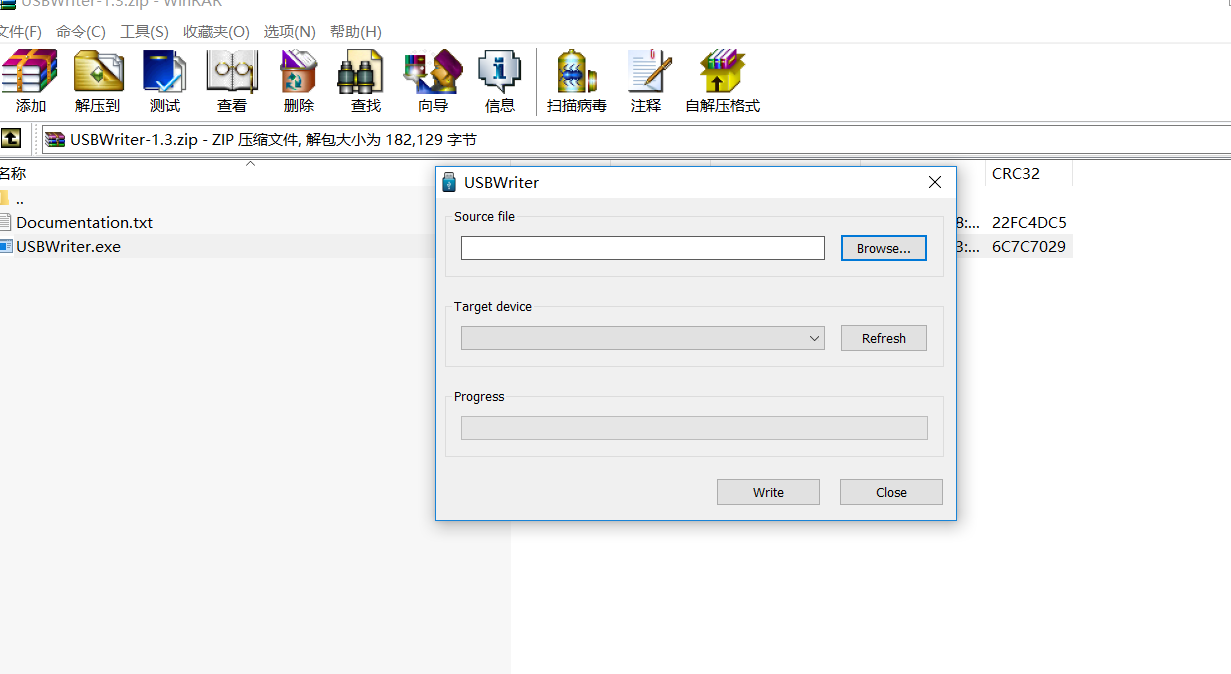 USBWriter-1.3.zip - WinRAR
文件(F) 命令(C) 工具(S) 收藏夹(O) 选项(N) 帮助(H)
添加 解压到 测试 查看 删除 查找 向导 信息 扫描病毒 注释 自解压格式
USBWriter-1.3.zip - ZIP 压缩文件, 解包大小为 182,129 字节
名称 CRC32
..
Documentation.txt 8:... 22FC4DC5
USBWriter.exe 3:... 6C7C7029
USBWriter
Source file
Browse...
Target device
Refresh
Progress
Write Close